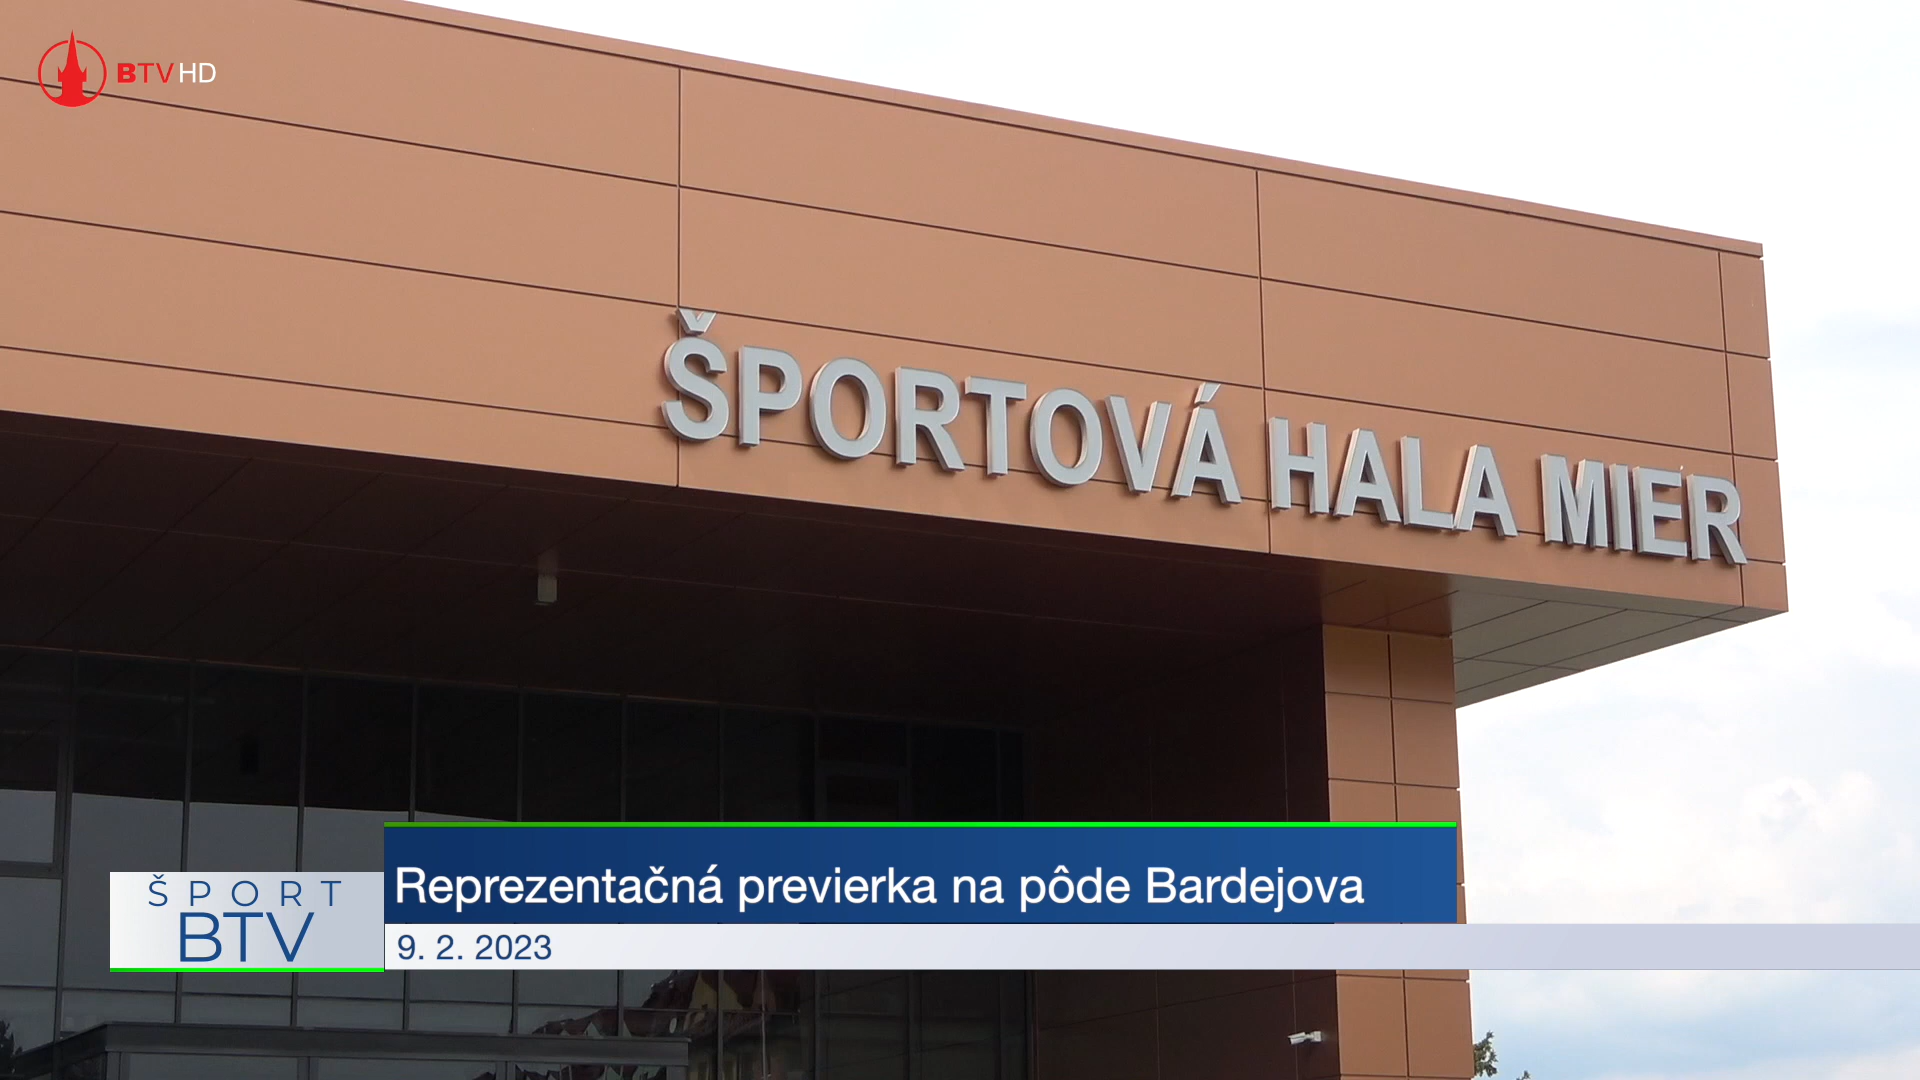 BTV HD
ŠPORTOVÁ HALA MIER
Reprezentačná previerka na pôde Bardejova
ŠPORT
BTV
9. 2. 2023